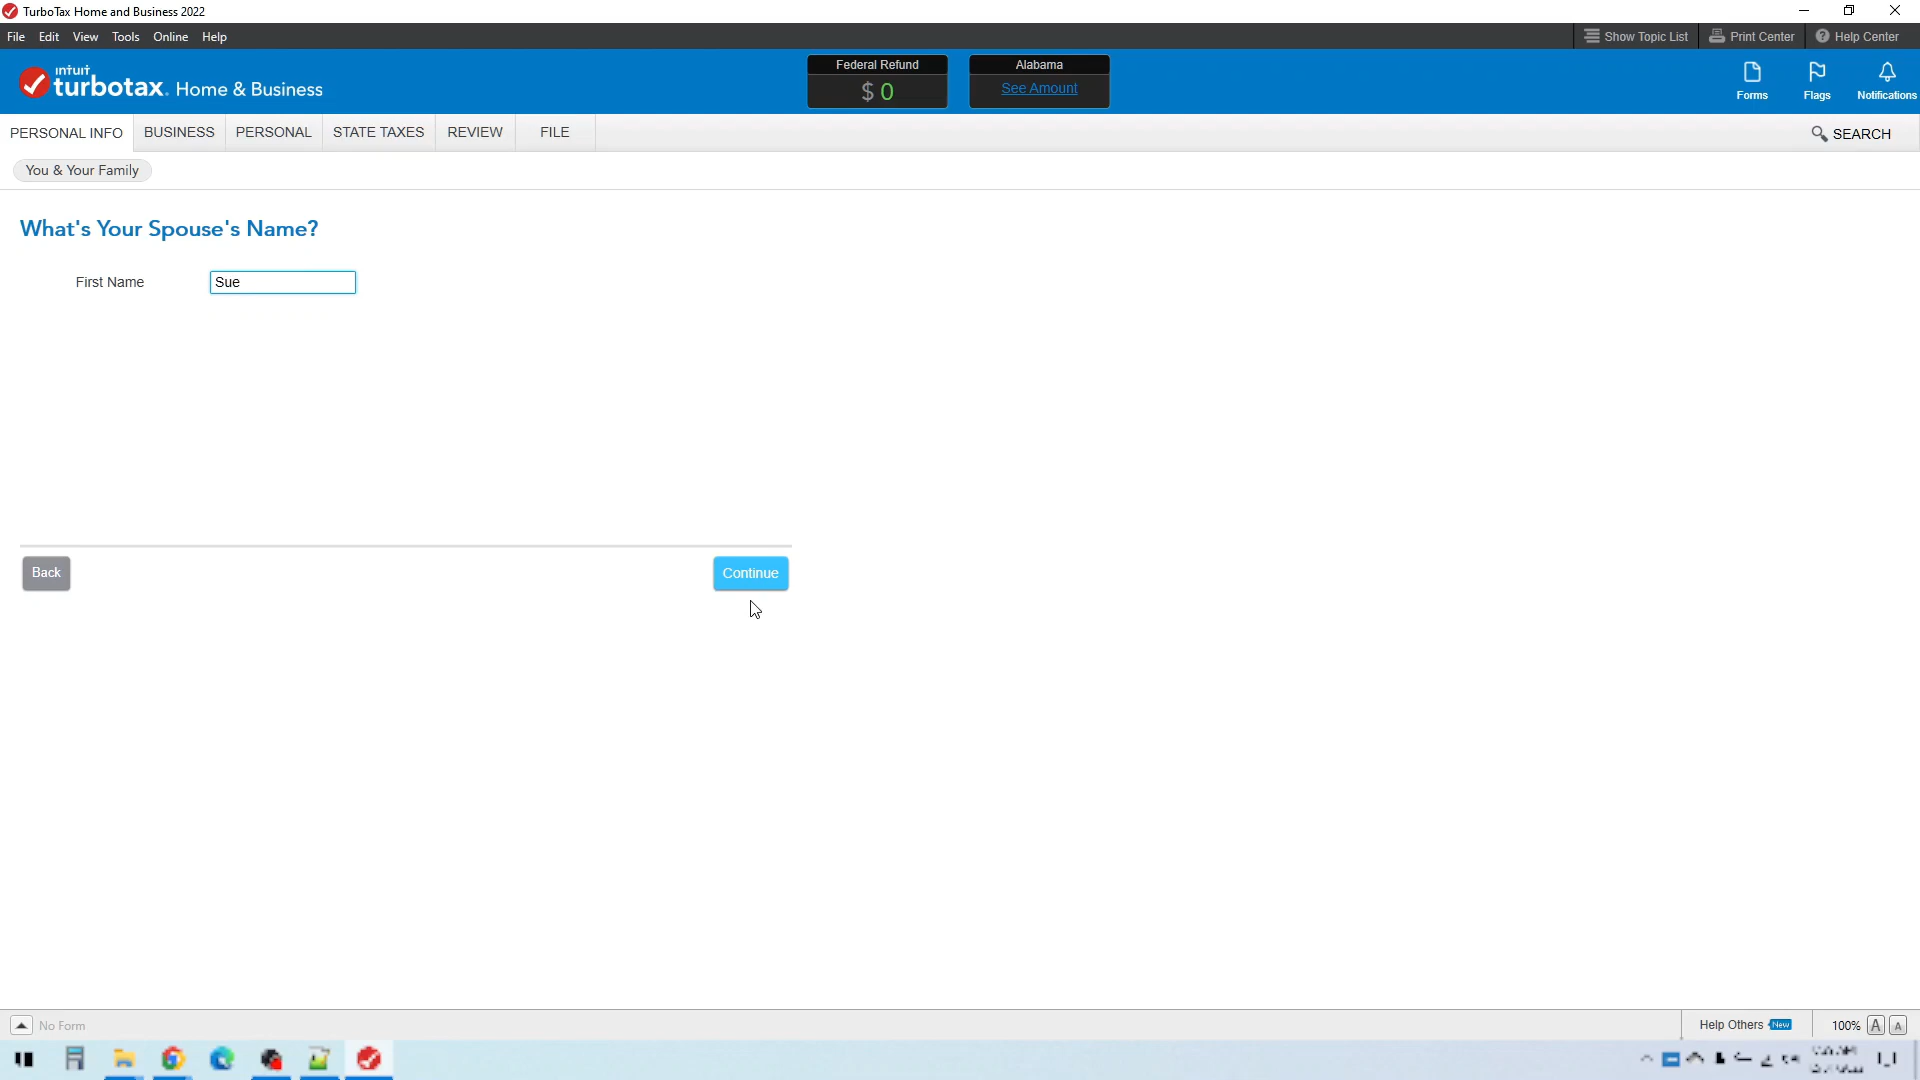 TurboTax Home and Business 2022
File Edit View Tools Online Help
Show Topic List Print Center Help Center
intuit
turbotax. Home & Business
Federal Refund
$ 0
Alabama
See Amount
Forms Flags Notifications
PERSONAL INFO BUSINESS PERSONAL STATE TAXES REVIEW FILE SEARCH
You & Your Family
What's Your Spouse's Name?
First Name Sue
Back Continue
No Form Help Others New 100% A A